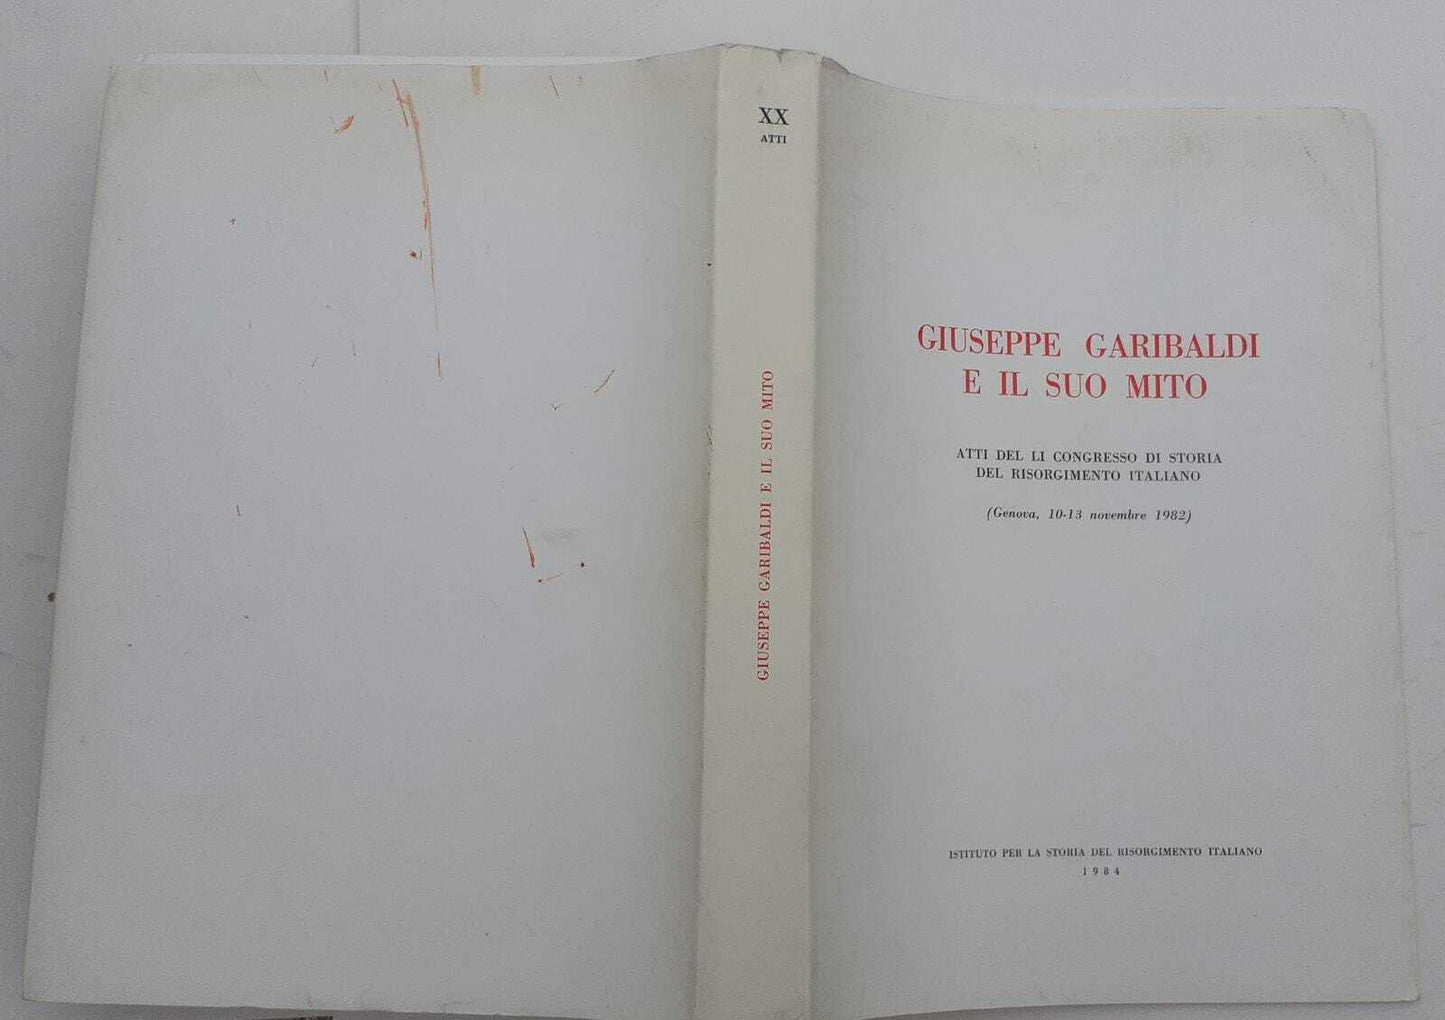 XX
ATTI
GIUSEPPE GARIBALDI E IL SUO MITO
GIUSEPPE GARIBALDI
E IL SUO MITO
ATTI DEL LI CONGRESSO DI STORIA
DEL RISORGIMENTO ITALIANO
(Genova, 10-13 novembre 1982)
ISTITUTO PER LA STORIA DEL RISORGIMENTO ITALIANO
1984